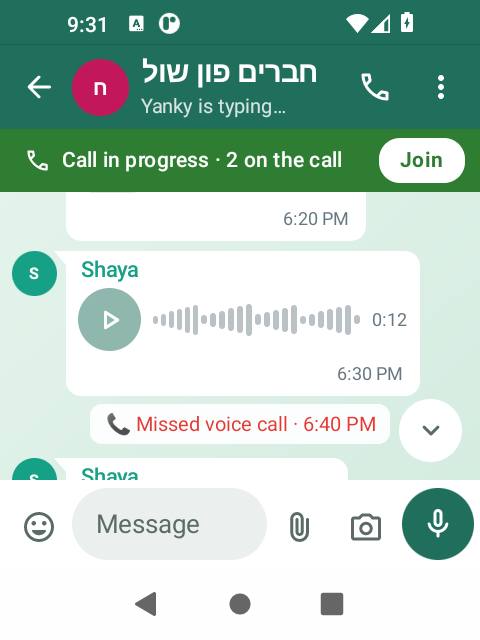 9:31
A
חברים פון שול
ח
Yanky is typing...
Call in progress · 2 on the call
Join
6:20 PM
S
Shaya
0:12
6:30 PM
Missed voice call · 6:40 PM
S
Shaya
Message